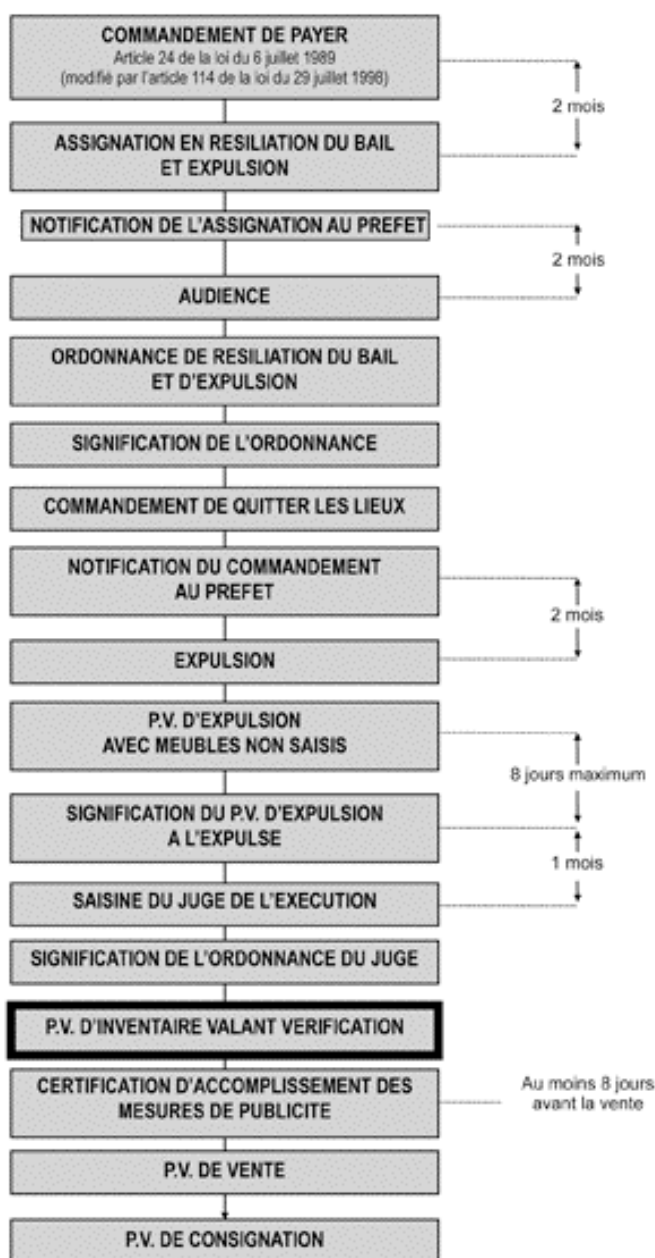 COMMANDEMENT DE PAYER
Article 24 de la loi du 6 juillet 1989
(modifié par l'article 114 de la loi du 29 juillet 1998)
2 mois
ASSIGNATION EN RESILIATION DU BAIL
ET EXPULSION
NOTIFICATION DE L'ASSIGNATION AU PREFET
2 mois
AUDIENCE
ORDONNANCE DE RESILIATION DU BAIL
ET D'EXPULSION
SIGNIFICATION DE L'ORDONNANCE
COMMANDEMENT DE QUITTER LES LIEUX
NOTIFICATION DU COMMANDEMENT
AU PREFET
2 mois
EXPULSION
P.V. D'EXPULSION
AVEC MEUBLES NON SAISIS
8 jours maximum
SIGNIFICATION DU P.V. D'EXPULSION
A L'EXPULSE
1 mois
SAISINE DU JUGE DE L'EXECUTION
SIGNIFICATION DE L'ORDONNANCE DU JUGE
P.V. D'INVENTAIRE VALANT VERIFICATION
CERTIFICATION D'ACCOMPLISSEMENT DES
MESURES DE PUBLICITE
Au moins 8 jours
avant la vente
P.V. DE VENTE
P.V. DE CONSIGNATION